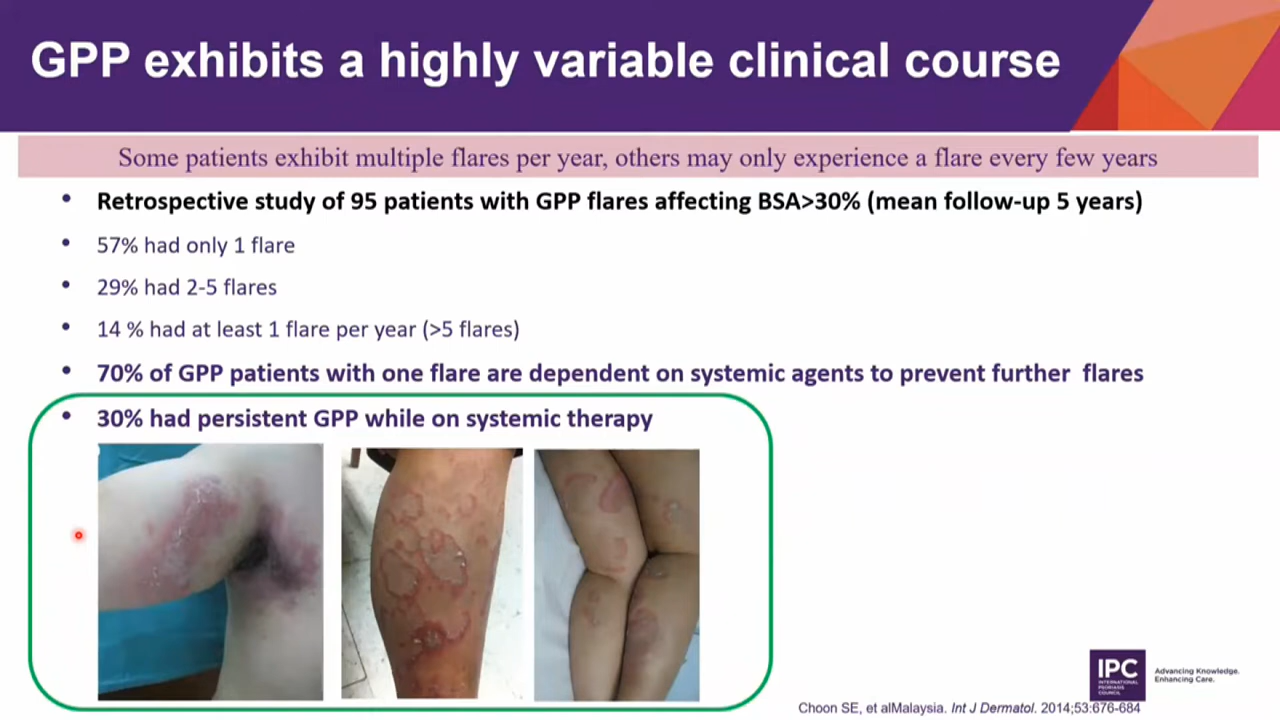 GPP exhibits a highly variable clinical course
Some patients exhibit multiple flares per year, others may only experience a flare every few years
• Retrospective study of 95 patients with GPP flares affecting BSA>30% (mean follow-up 5 years)
• 57% had only 1 flare
• 29% had 2-5 flares
• 14 % had at least 1 flare per year (>5 flares)
• 70% of GPP patients with one flare are dependent on systemic agents to prevent further flares
• 30% had persistent GPP while on systemic therapy
IPC
INTERNATIONAL
PSORIASIS
COUNCIL
Advancing Knowledge.
Enhancing Care.
Choon SE, et alMalaysia. Int J Dermatol. 2014;53:676-684